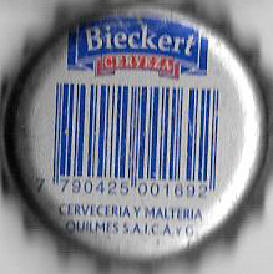 Bieckert
CERVEZA
7 790425 001692
CERVECERIA Y MALTERIA
QUILMES S.A.I.C.A. y G.